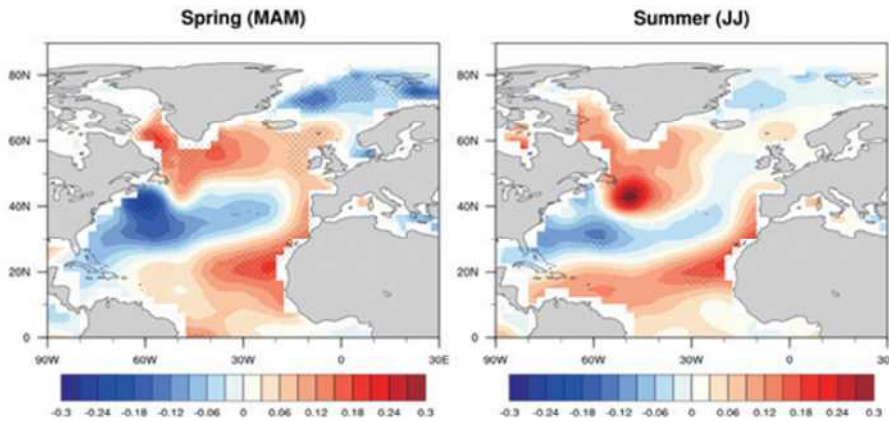 Spring (MAM)
80N
60N
40N
20N
0
90W 60W 30W 0 30E
-0.3 -0.24 -0.18 -0.12 -0.06 0 0.06 0.12 0.18 0.24 0.3
Summer (JJ)
80N
60N
40N
20N
0
90W 60W 30W 0 30
-0.3 -0.24 -0.18 -0.12 -0.06 0 0.06 0.12 0.18 0.24 0.3